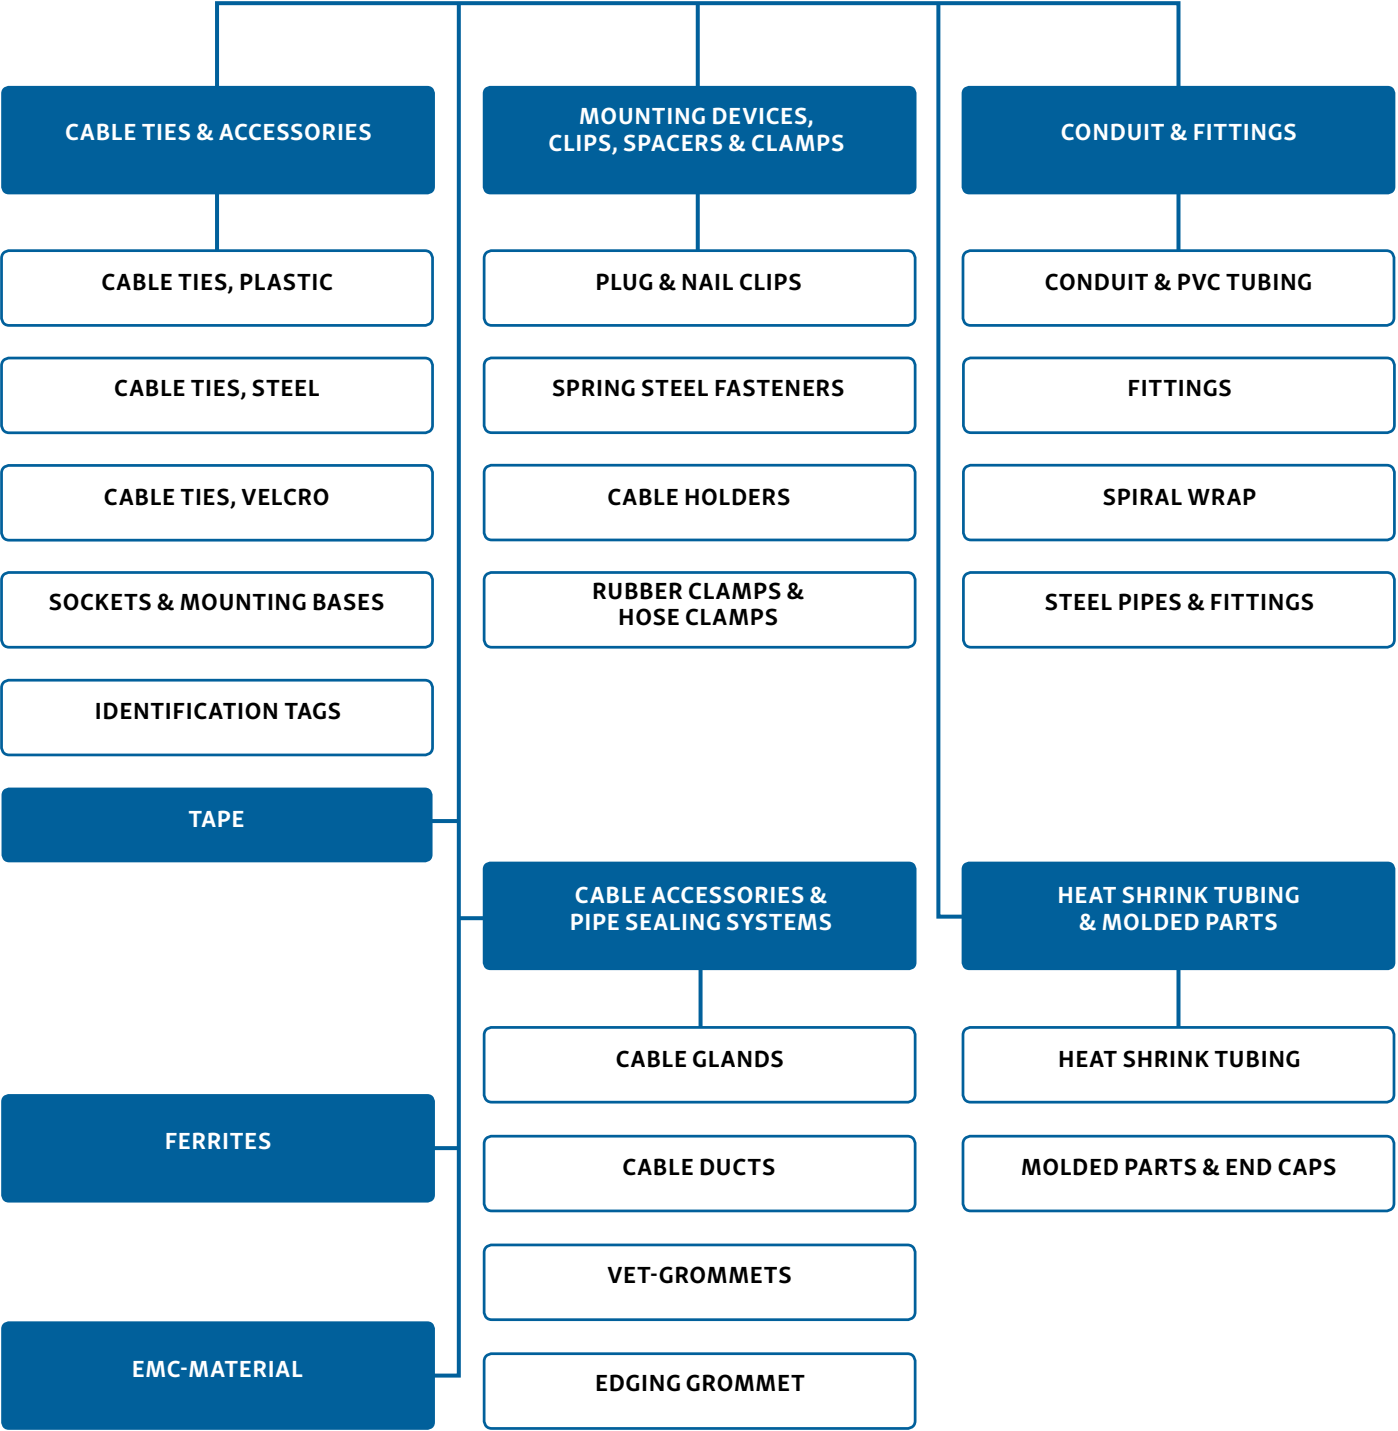 CABLE TIES & ACCESSORIES
CABLE TIES, PLASTIC
CABLE TIES, STEEL
CABLE TIES, VELCRO
SOCKETS & MOUNTING BASES
IDENTIFICATION TAGS
TAPE
FERRITES
EMC-MATERIAL
MOUNTING DEVICES,
CLIPS, SPACERS & CLAMPS
PLUG & NAIL CLIPS
SPRING STEEL FASTENERS
CABLE HOLDERS
RUBBER CLAMPS &
HOSE CLAMPS
CABLE ACCESSORIES &
PIPE SEALING SYSTEMS
CABLE GLANDS
CABLE DUCTS
VET-GROMMETS
EDGING GROMMET
CONDUIT & FITTINGS
CONDUIT & PVC TUBING
FITTINGS
SPIRAL WRAP
STEEL PIPES & FITTINGS
HEAT SHRINK TUBING
& MOLDED PARTS
HEAT SHRINK TUBING
MOLDED PARTS & END CAPS